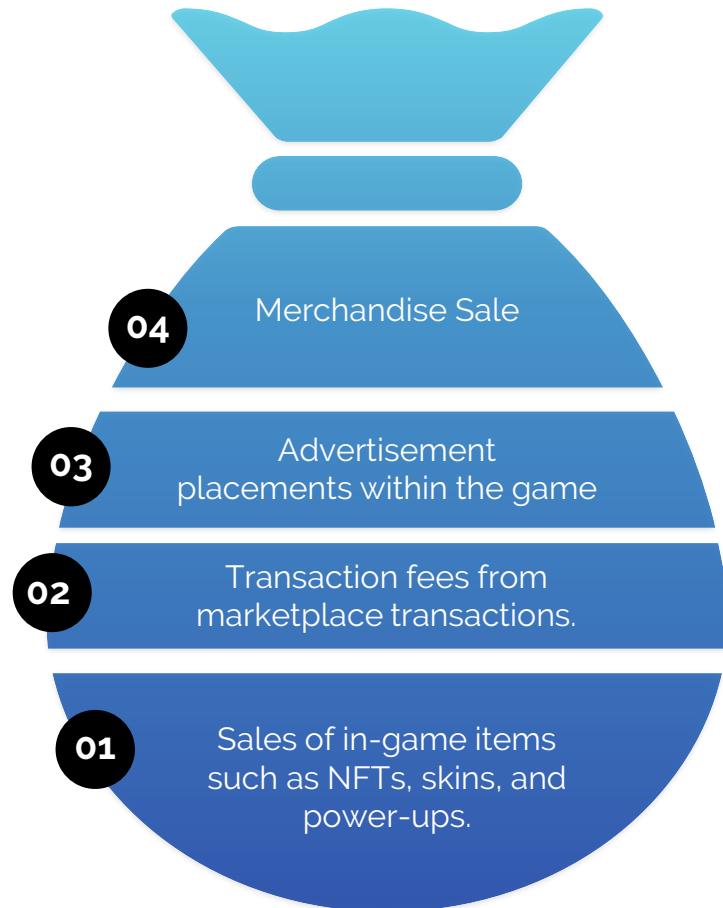 04
Merchandise Sale
03
Advertisement
placements within the game
02
Transaction fees from
marketplace transactions.
01
Sales of in-game items
such as NFTs, skins, and
power-ups.